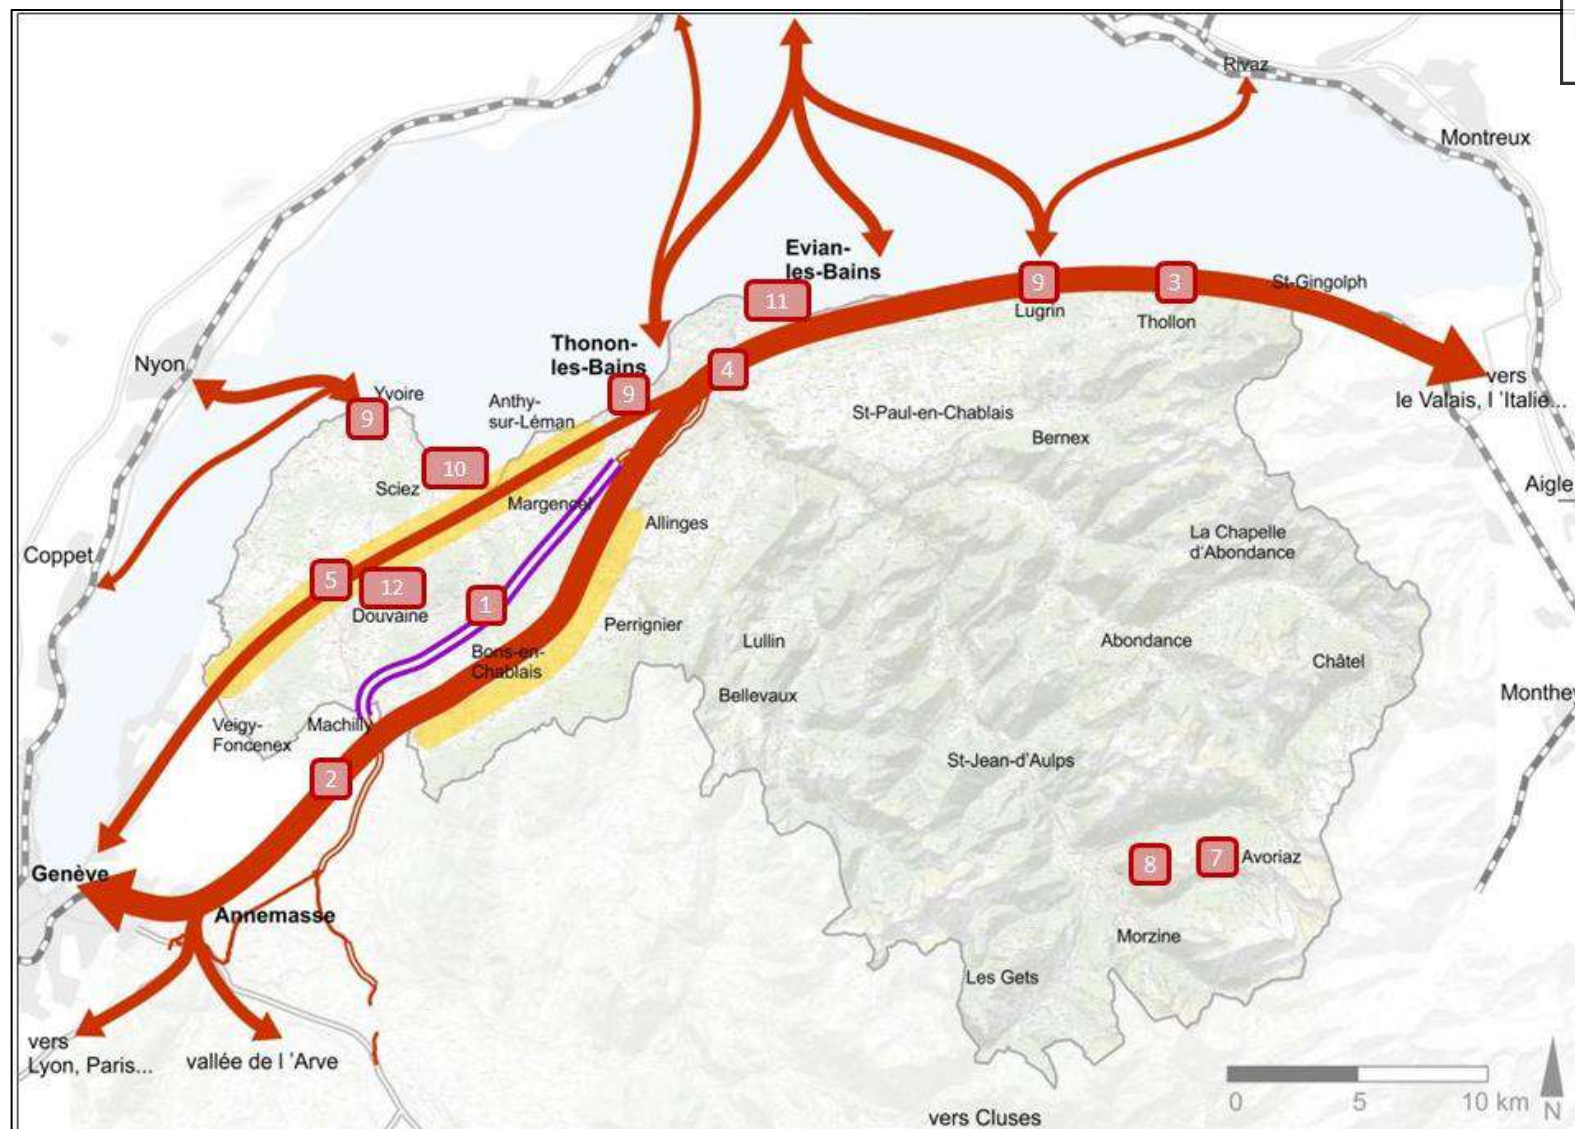 Rivaz
Montreux
Evian-
les-Bains
11
9
3
St-Gingolph
Lugrin
Thollon
Thonon-
les-Bains
4
9
Nyon
Yvoire
9
Anthy-
sur-Léman
vers
le Valais, l 'Italie...
St-Paul-en-Chablais
Bernex
10
Sciez
Margencel
Allinges
Aigle
La Chapelle
d'Abondance
Coppet
5
12
Douvaine
1
Perrignier
Lullin
Abondance
Châtel
Bons-en-
Chablais
Bellevaux
Monthey
Veigy-
Foncenex
Machilly
2
St-Jean-d'Aulps
8
7
Avoriaz
Genève
Annemasse
Morzine
Les Gets
vers
Lyon, Paris...
vallée de l 'Arve
vers Cluses
0
5
10 km
N